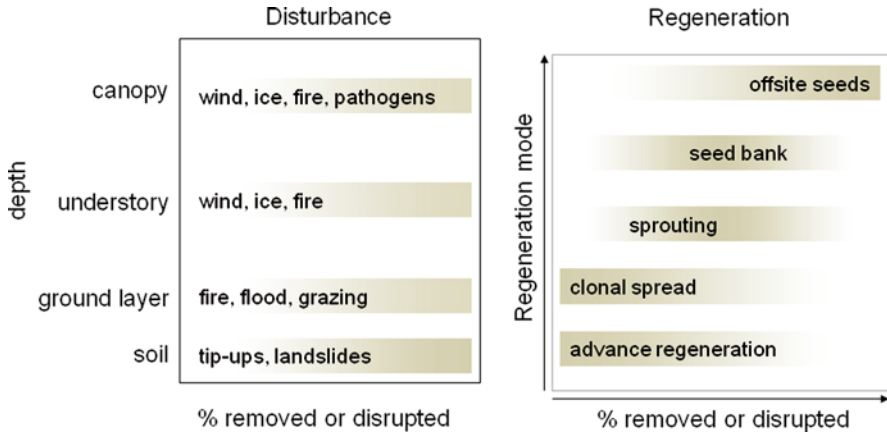 Disturbance
depth
canopy
wind, ice, fire, pathogens
understory
wind, ice, fire
ground layer
fire, flood, grazing
soil
tip-ups, landslides
% removed or disrupted
Regeneration
Regeneration mode
offsite seeds
seed bank
sprouting
clonal spread
advance regeneration
% removed or disrupted